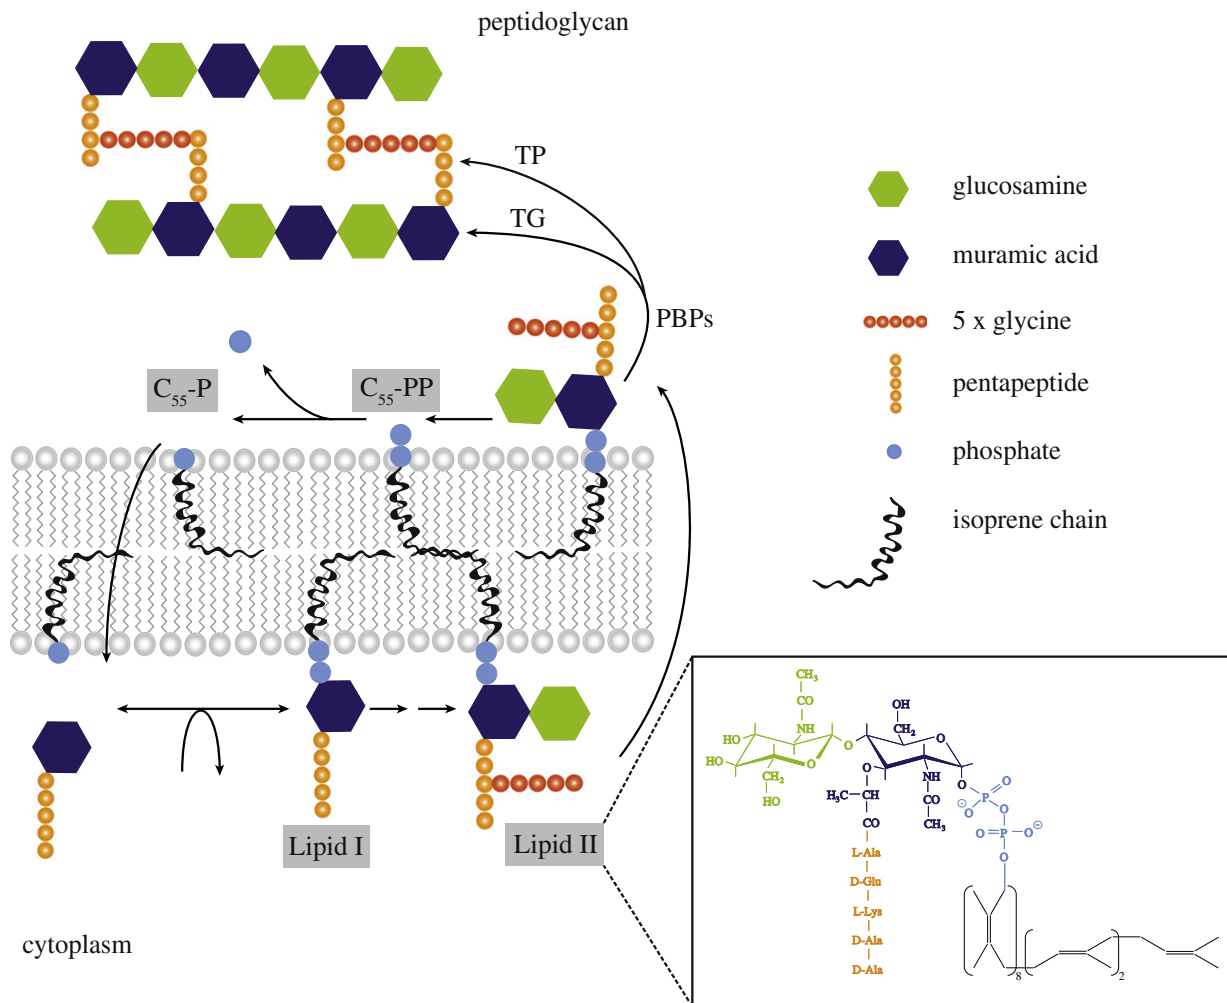 peptidoglycan
TP
TG
PBPs
C₅₅-P
C₅₅-PP
glucosamine
muramic acid
5 x glycine
pentapeptide
phosphate
isoprene chain
Lipid I
Lipid II
cytoplasm
CH₃
CO
NH
HO
HO
O
CH₂
HO
O
OH
CH₂
O
O
H₃C
CH
NH
CO
CH₃
CO
O
P
O
O
O
O
P
O
O
L-Ala
D-Glu
L-Lys
D-Ala
D-Ala
8
2